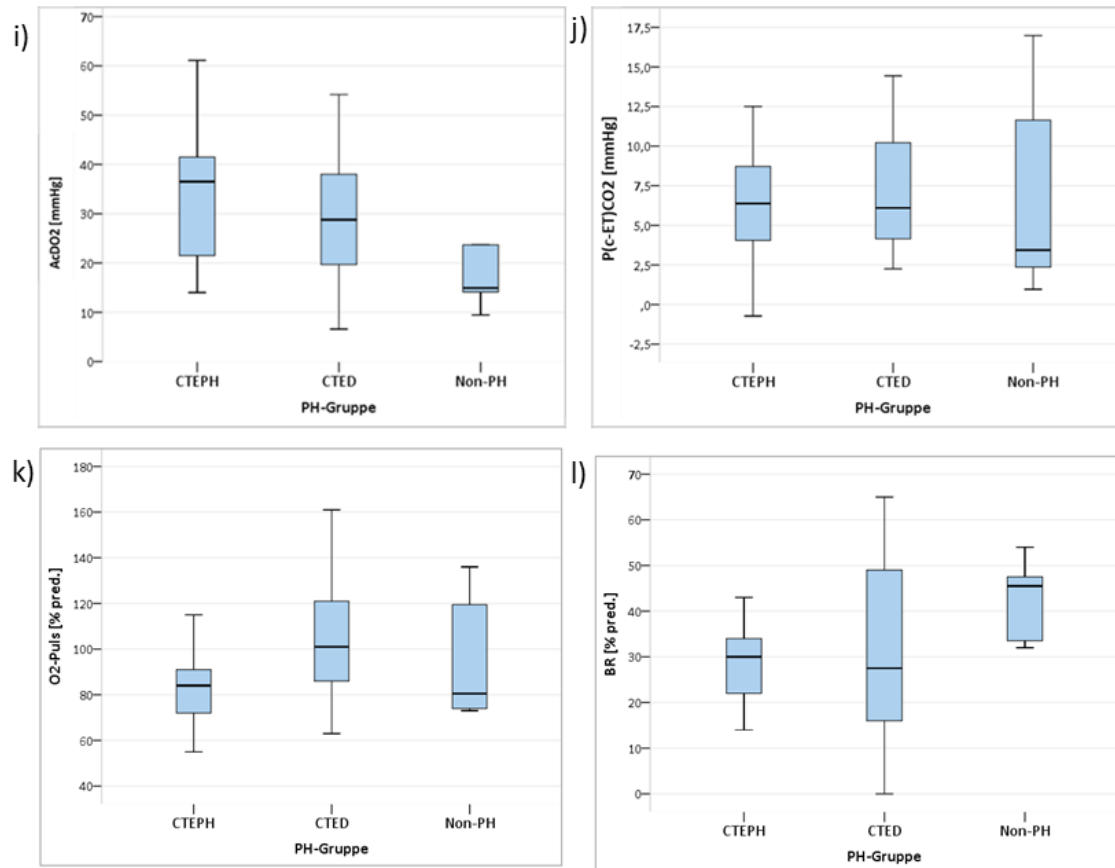 i)
70
60
50
40
30
20
10
0
AcDO2 [mmHg]
CTEPH CTED Non-PH
PH-Gruppe
j)
17,5
15,0
12,5
10,0
7,5
5,0
2,5
,0
-2,5
P(c-ET)CO2 [mmHg]
CTEPH CTED Non-PH
PH-Gruppe
k)
180
160
140
120
100
80
60
40
O2-Puls [% pred.]
CTEPH CTED Non-PH
PH-Gruppe
l)
70
60
50
40
30
20
10
0
BR [% pred.]
CTEPH CTED Non-PH
PH-Gruppe